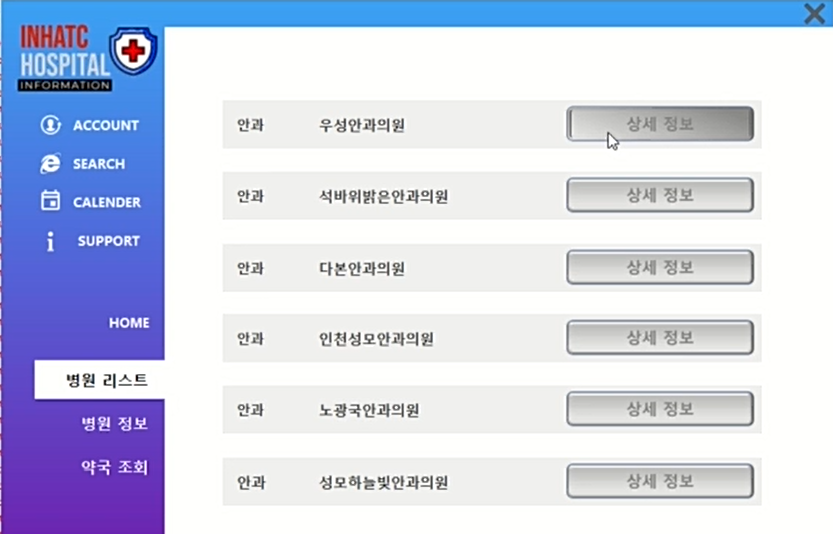 INHATC
HOSPITAL
INFORMATION
ACCOUNT
SEARCH
CALENDER
SUPPORT
HOME
병원 리스트
병원 정보
약국 조회
안과 우성안과의원 상세 정보
안과 석바위밝은안과의원 상세 정보
안과 다본안과의원 상세 정보
안과 인천성모안과의원 상세 정보
안과 노광국안과의원 상세 정보
안과 성모하늘빛안과의원 상세 정보